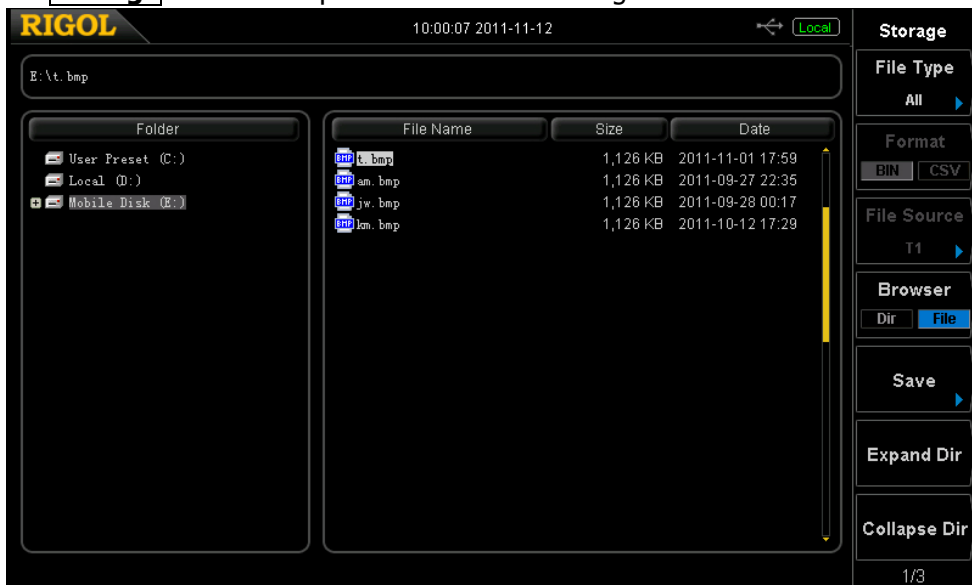 RIGOL
10:00:07 2011-11-12
Local
E:\t.bmp
Folder
User Preset (C:)
Local (D:)
Mobile Disk (E:)
File Name Size Date
BMP t.bmp 1,126 KB 2011-11-01 17:59
BMP am.bmp 1,126 KB 2011-09-27 22:35
BMP jw.bmp 1,126 KB 2011-09-28 00:17
BMP km.bmp 1,126 KB 2011-10-12 17:29
Storage
File Type
All
Format
BIN CSV
File Source
T1
Browser
Dir File
Save
Expand Dir
Collapse Dir
1/3